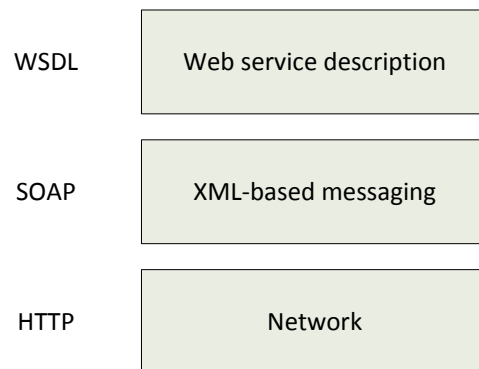 WSDL Web service description
SOAP XML-based messaging
HTTP Network